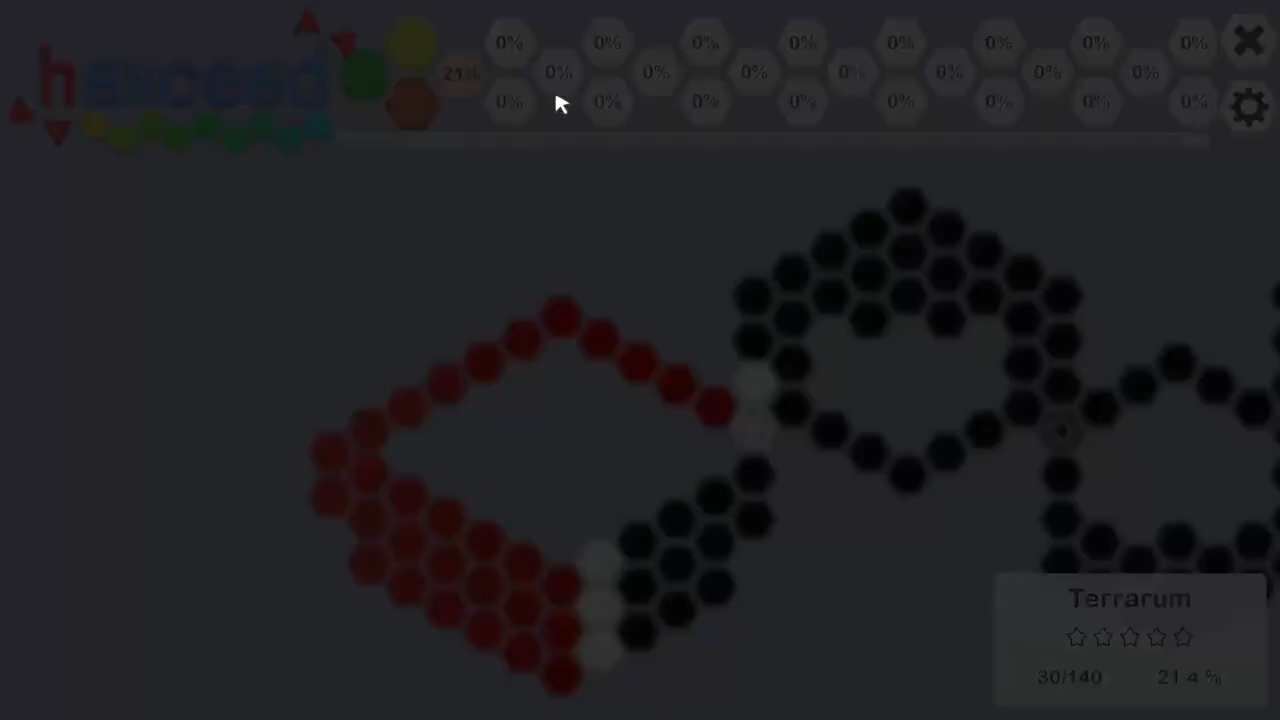 hexceed
0% 0% 0% 0% 0% 0% 0% 0%
21% 0% 0% 0% 0% 0% 0% 0%
0% 0% 0% 0% 0% 0% 0% 0%
Terrarum
30/140 21.4 %